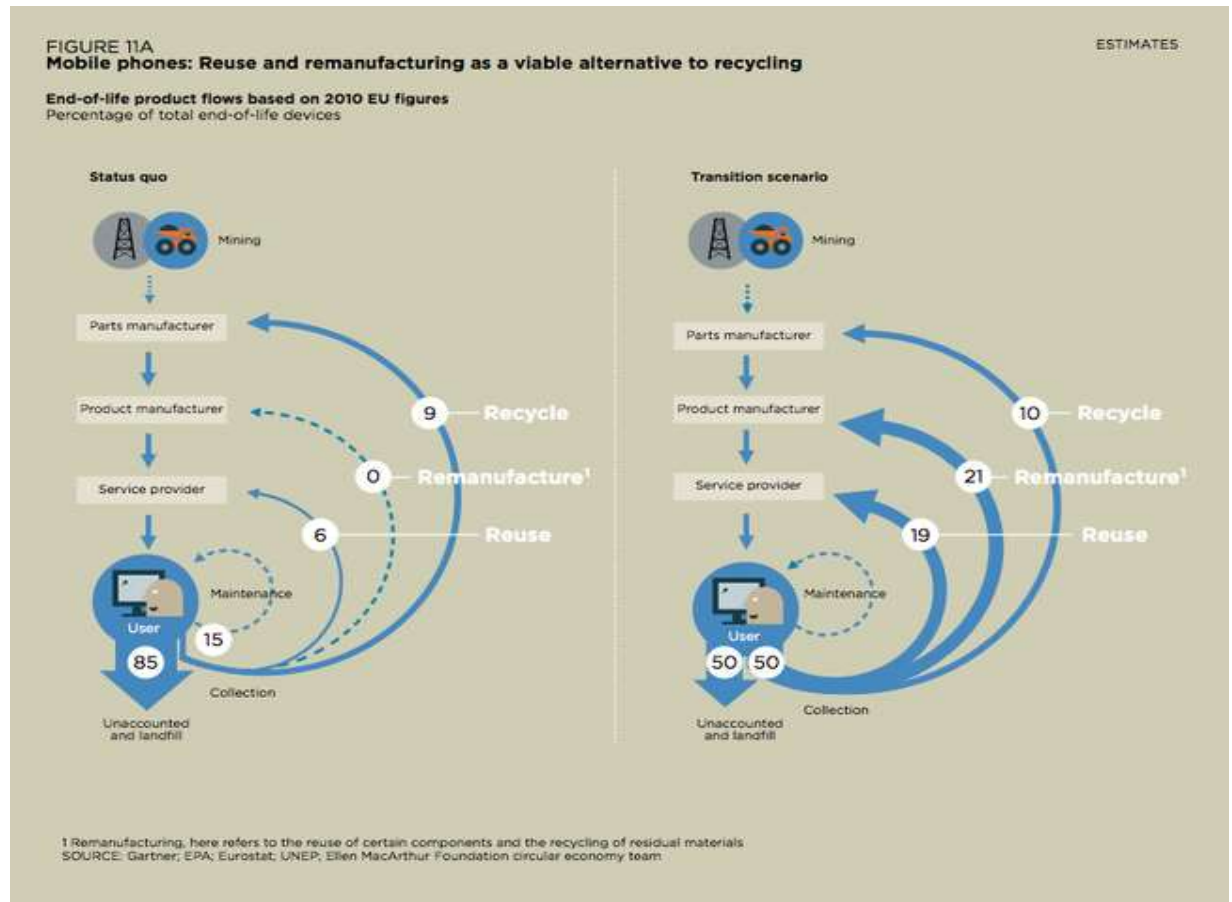 FIGURE 11A
Mobile phones: Reuse and remanufacturing as a viable alternative to recycling
ESTIMATES
End-of-life product flows based on 2010 EU figures
Percentage of total end-of-life devices
Status quo
Mining
Parts manufacturer
Product manufacturer
9
Recycle
0
Remanufacture¹
Service provider
6
Reuse
Maintenance
User
15
85
Collection
Unaccounted
and landfill
Transition scenario
Mining
Parts manufacturer
Product manufacturer
10
Recycle
21
Remanufacture¹
Service provider
19
Reuse
Maintenance
User
50 50
Collection
Unaccounted
and landfill
1 Remanufacturing, here refers to the reuse of certain components and the recycling of residual materials
SOURCE: Gartner; EPA; Eurostat; UNEP; Ellen MacArthur Foundation circular economy team